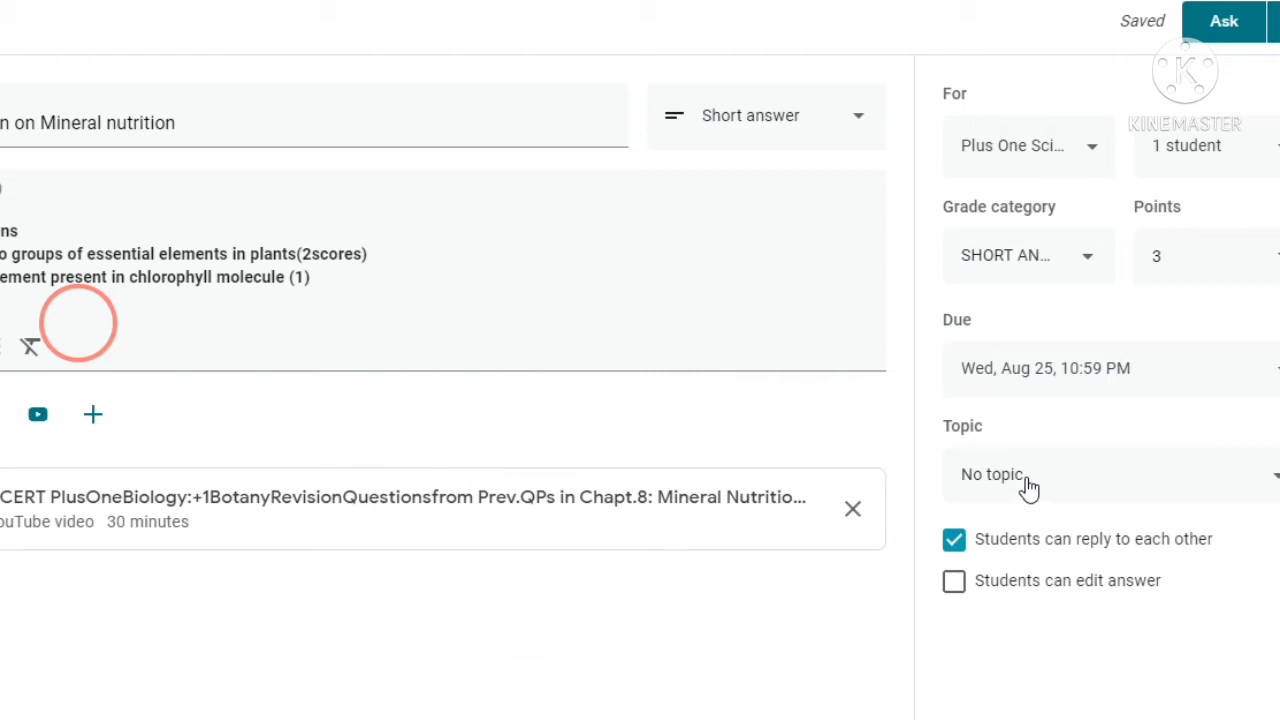 Saved
Ask
KINEMASTER
n on Mineral nutrition
Short answer
ns
o groups of essential elements in plants(2scores)
ement present in chlorophyll molecule (1)
CERT PlusOneBiology:+1BotanyRevisionQuestionsfrom Prev.QPs in Chapt.8: Mineral Nutritio...
ouTube video 30 minutes
For
Plus One Sci...
1 student
Grade category
Points
SHORT AN...
3
Due
Wed, Aug 25, 10:59 PM
Topic
No topic
Students can reply to each other
Students can edit answer